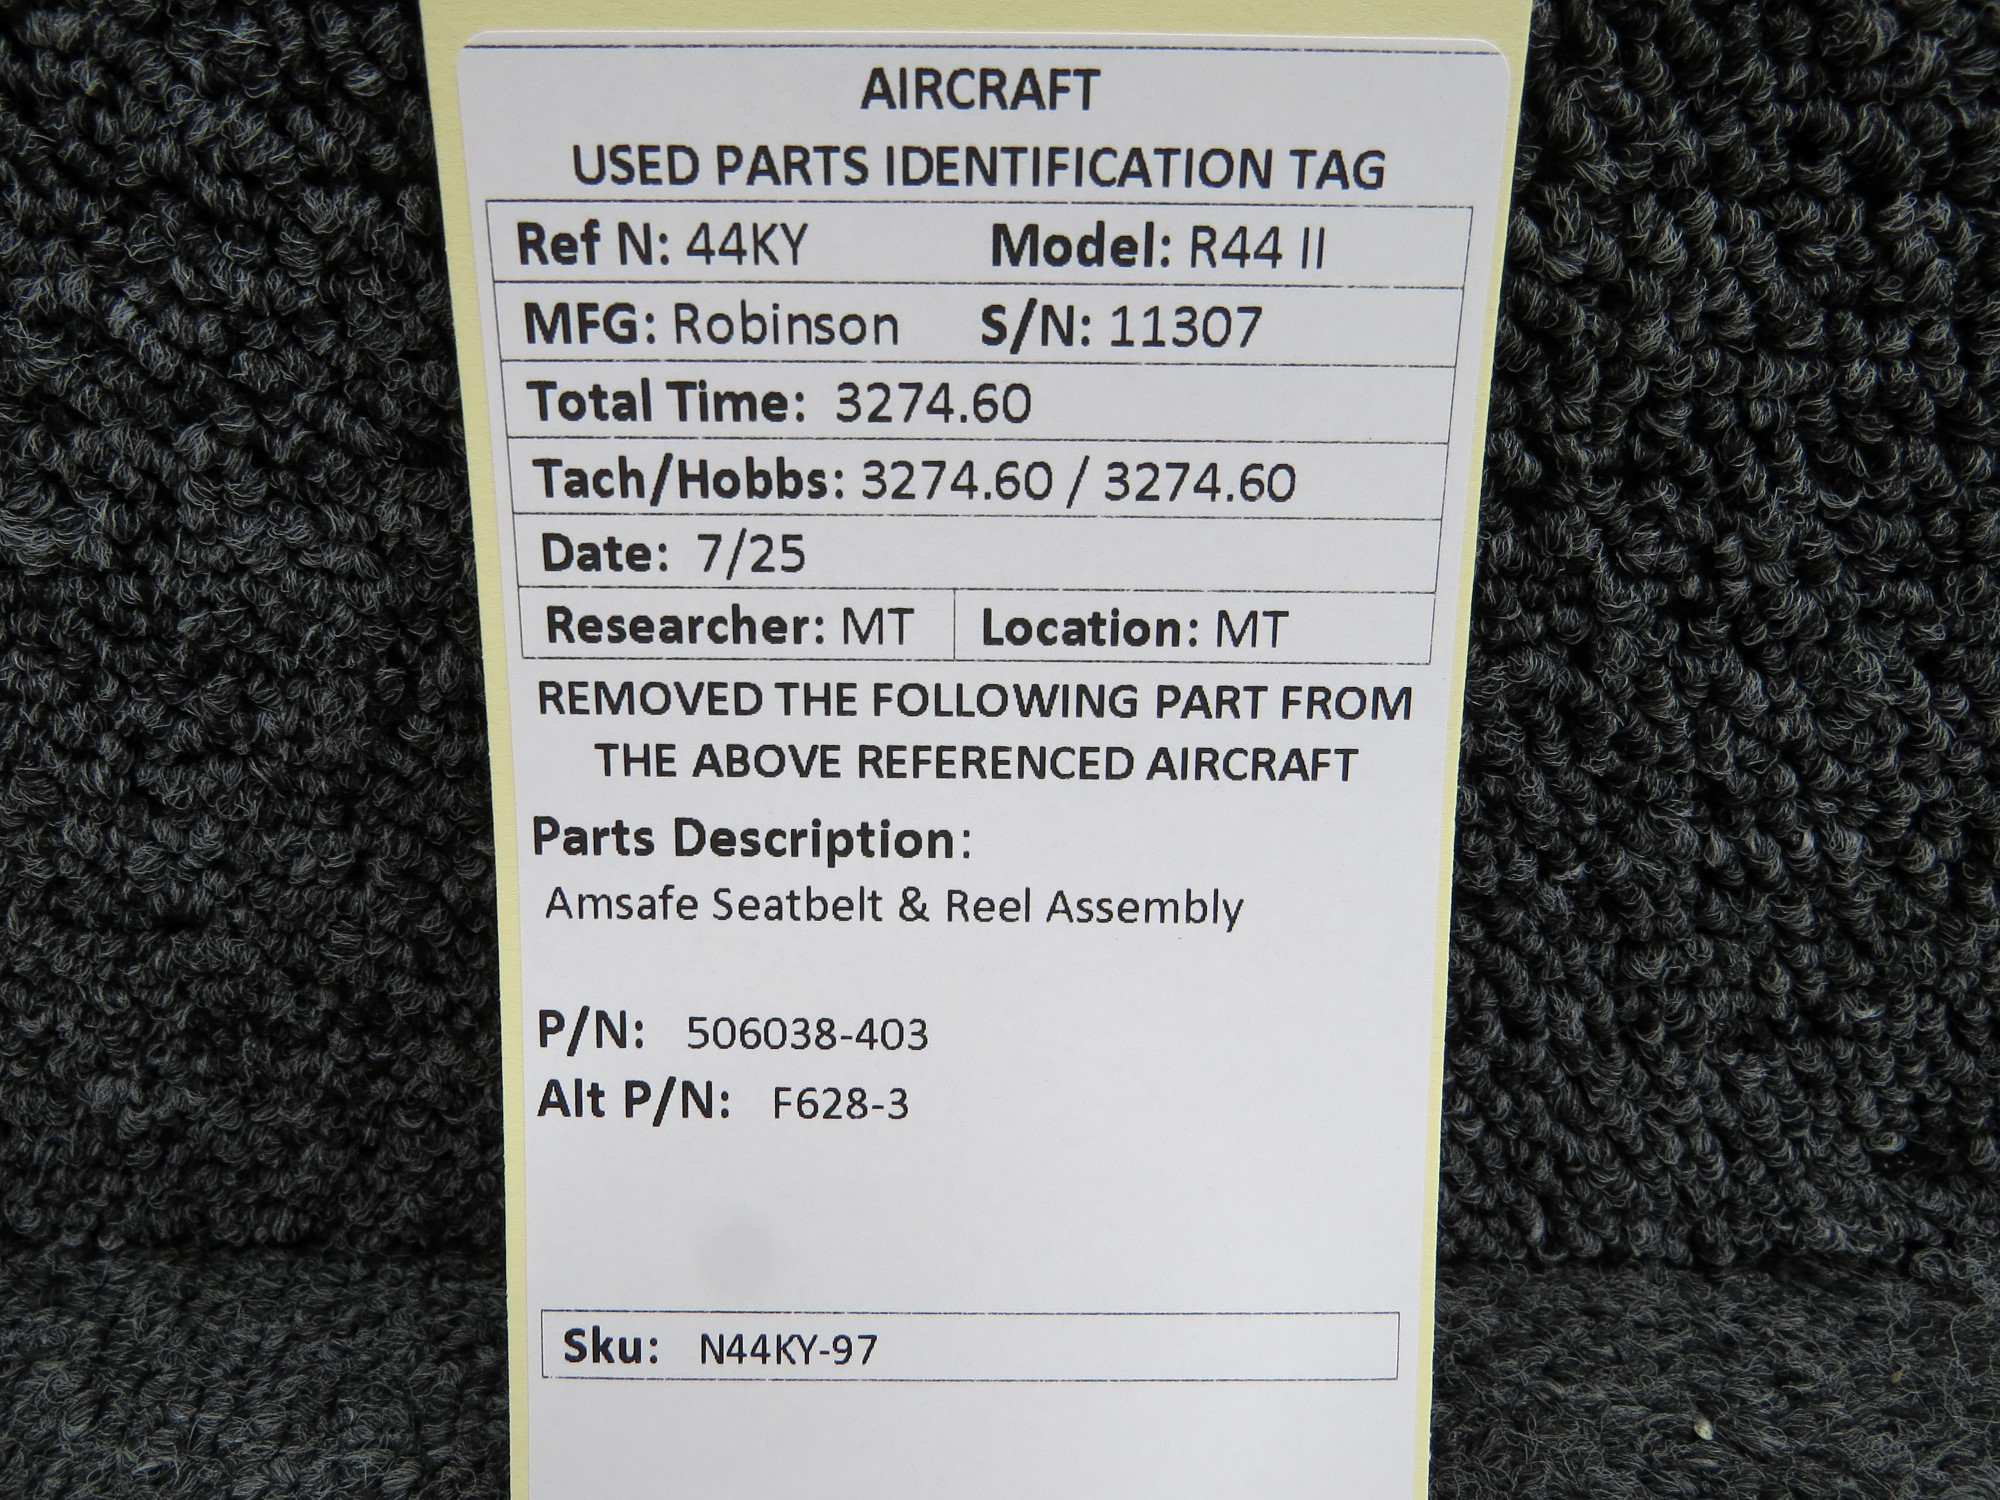 AIRCRAFT
USED PARTS IDENTIFICATION TAG
Ref N: 44KY Model: R44 II
MFG: Robinson S/N: 11307
Total Time: 3274.60
Tach/Hobbs: 3274.60 / 3274.60
Date: 7/25
Researcher: MT Location: MT
REMOVED THE FOLLOWING PART FROM
THE ABOVE REFERENCED AIRCRAFT
Parts Description:
Amsafe Seatbelt & Reel Assembly
P/N: 506038-403
Alt P/N: F628-3
Sku: N44KY-97